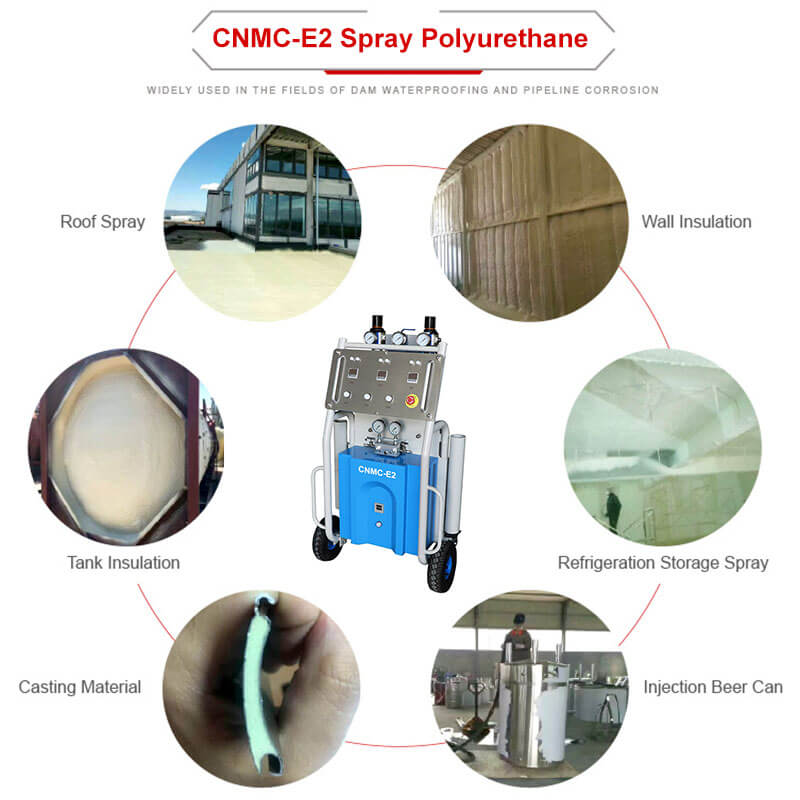 CNMC-E2 Spray Polyurethane
WIDELY USED IN THE FIELDS OF DAM WATERPROOFING AND PIPELINE CORROSION
Roof Spray
Wall Insulation
CNMC-E2
Tank Insulation
Refrigeration Storage Spray
Casting Material
Injection Beer Can